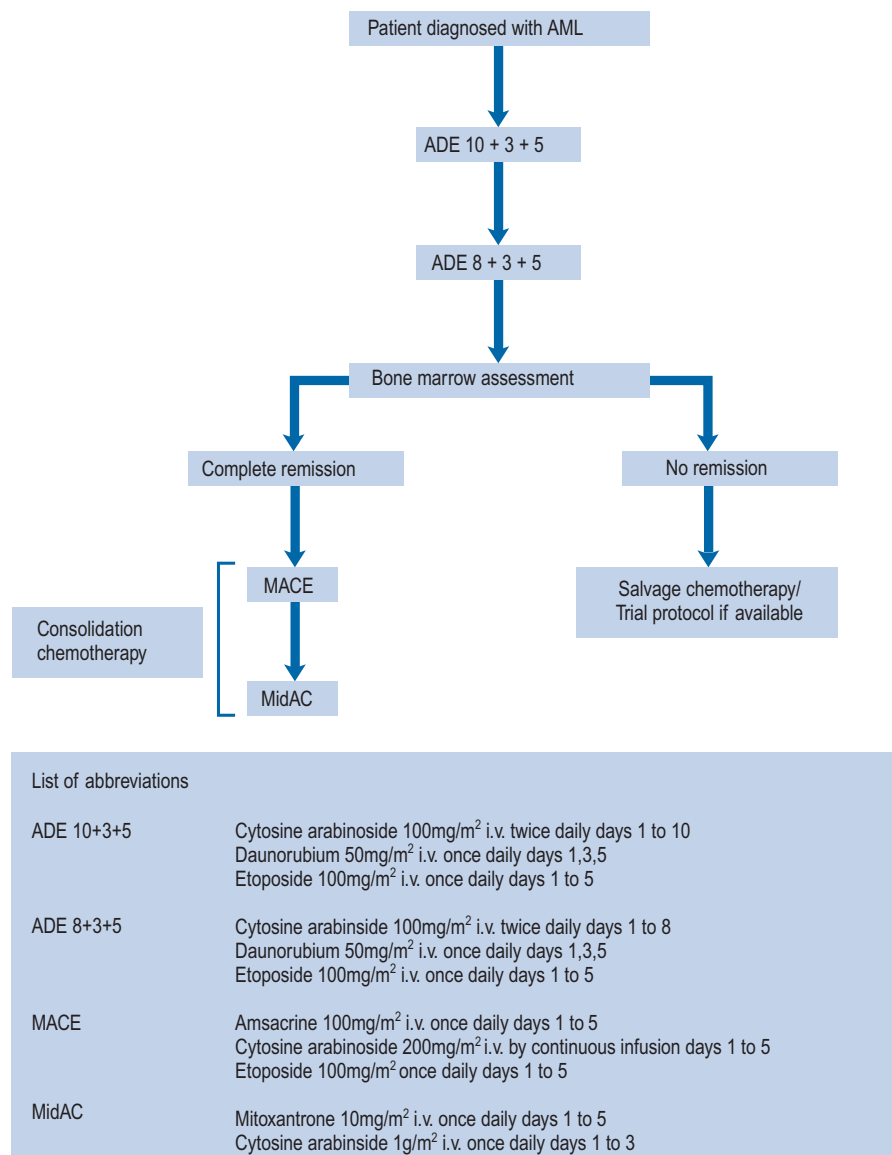 Patient diagnosed with AML
ADE 10 + 3 + 5
ADE 8 + 3 + 5
Bone marrow assessment
Complete remission
No remission
MACE
Salvage chemotherapy/
Trial protocol if available
Consolidation
chemotherapy
MidAC
List of abbreviations
ADE 10+3+5 Cytosine arabinoside 100mg/m² i.v. twice daily days 1 to 10
Daunorubium 50mg/m² i.v. once daily days 1,3,5
Etoposide 100mg/m² i.v. once daily days 1 to 5
ADE 8+3+5 Cytosine arabinside 100mg/m² i.v. twice daily days 1 to 8
Daunorubium 50mg/m² i.v. once daily days 1,3,5
Etoposide 100mg/m² i.v. once daily days 1 to 5
MACE Amsacrine 100mg/m² i.v. once daily days 1 to 5
Cytosine arabinoside 200mg/m² i.v. by continuous infusion days 1 to 5
Etoposide 100mg/m² once daily days 1 to 5
MidAC Mitoxantrone 10mg/m² i.v. once daily days 1 to 5
Cytosine arabinside 1g/m² i.v. once daily days 1 to 3